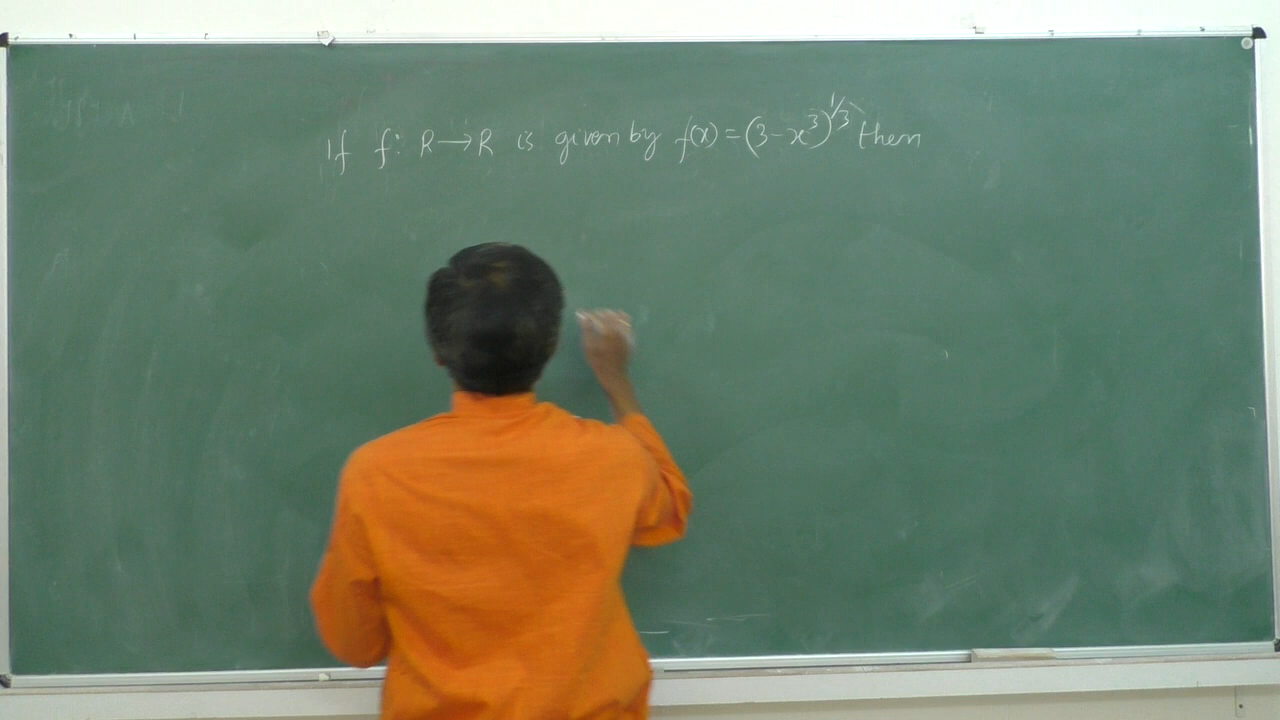 If f: R→R is given by f(x) = (3-x³)^1/3 then